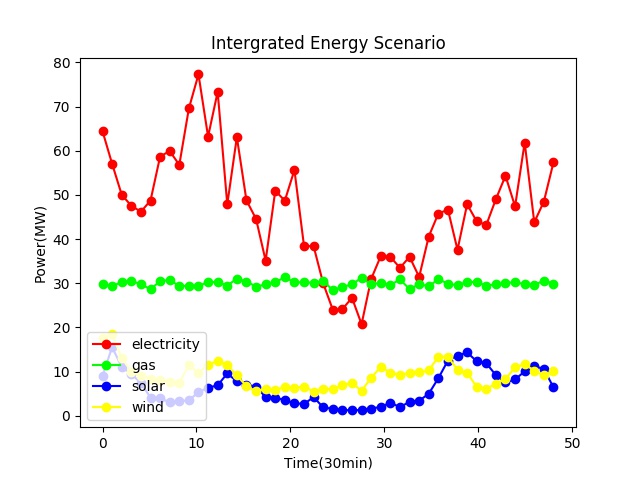 Intergrated Energy Scenario
80
70
60
50
40
30
20
10
0
Power(MW)
electricity
gas
solar
wind
0 10 20 30 40 50
Time(30min)